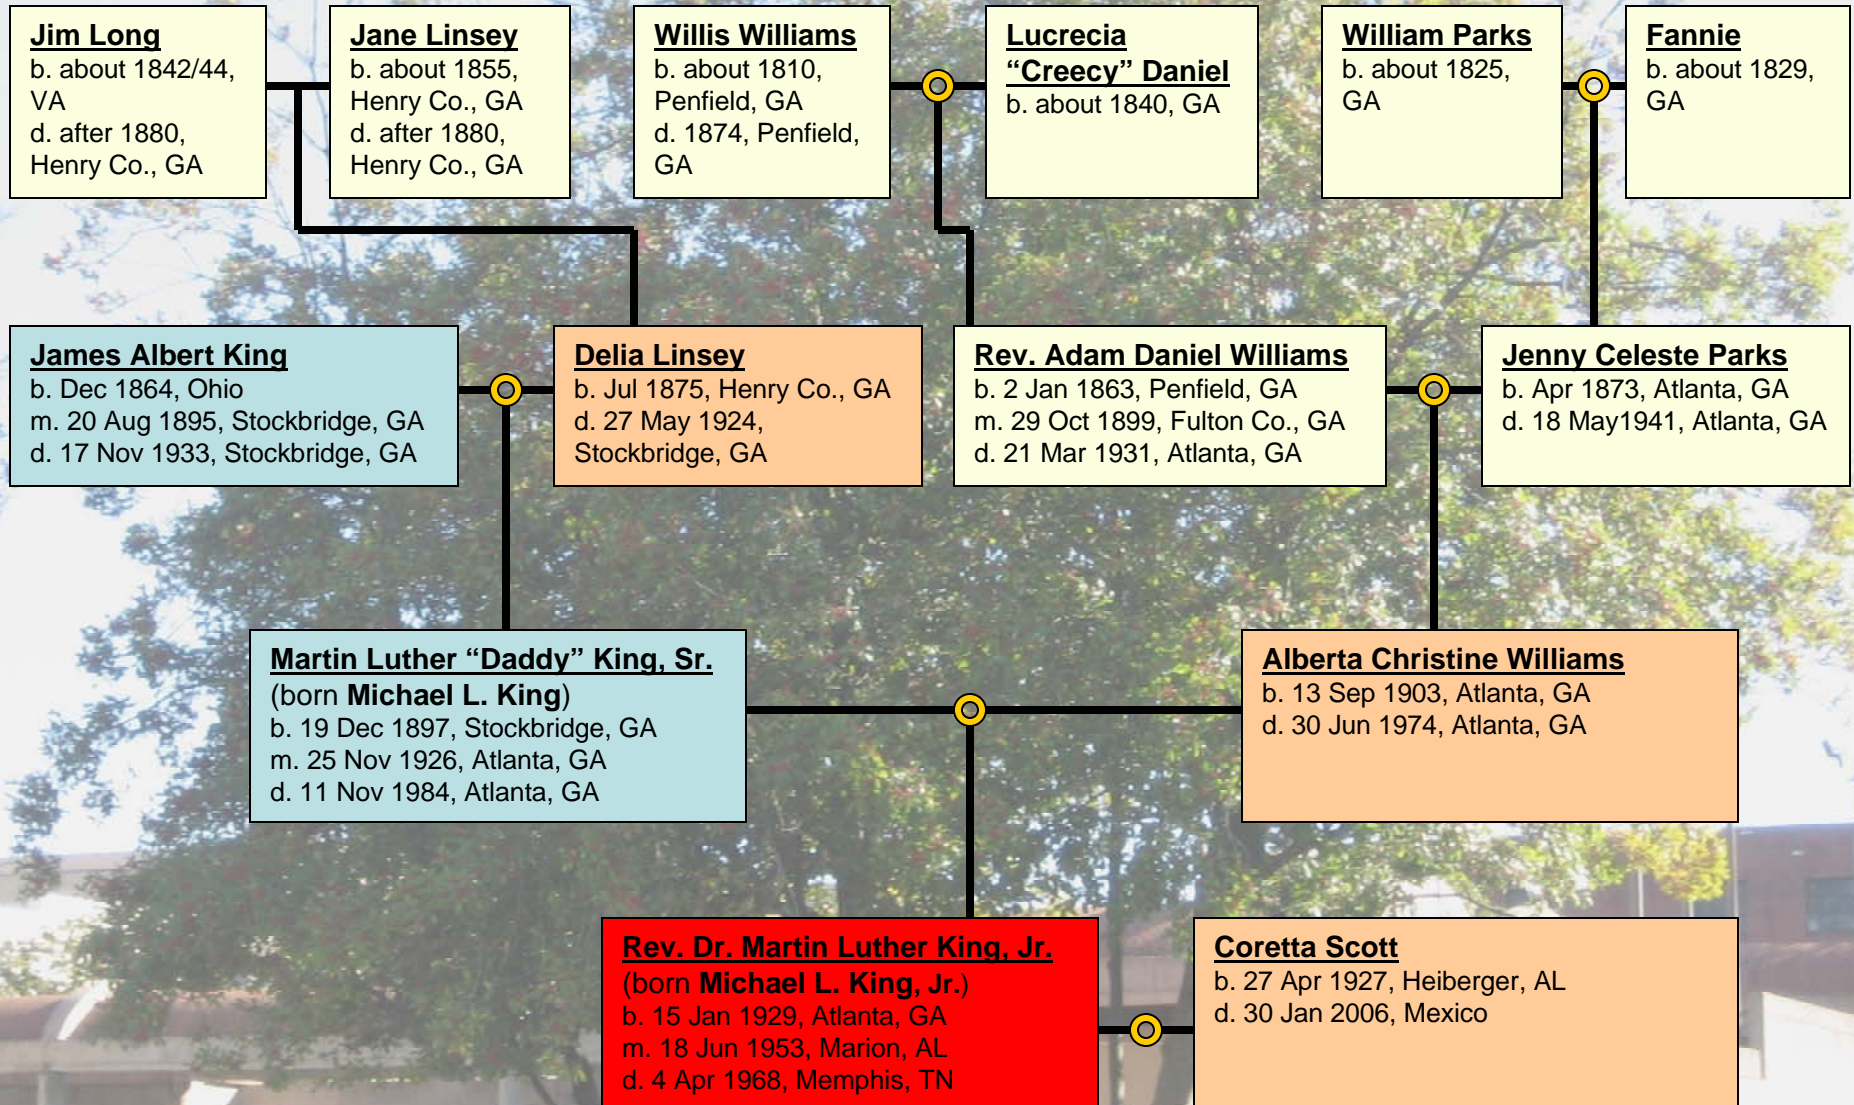 Jim Long
b. about 1842/44,
VA
d. after 1880,
Henry Co., GA
Jane Linsey
b. about 1855,
Henry Co., GA
d. after 1880,
Henry Co., GA
Willis Williams
b. about 1810,
Penfield, GA
d. 1874, Penfield,
GA
Lucrecia
“Creecy” Daniel
b. about 1840, GA
William Parks
b. about 1825,
GA
Fannie
b. about 1829,
GA
James Albert King
b. Dec 1864, Ohio
m. 20 Aug 1895, Stockbridge, GA
d. 17 Nov 1933, Stockbridge, GA
Delia Linsey
b. Jul 1875, Henry Co., GA
d. 27 May 1924,
Stockbridge, GA
Rev. Adam Daniel Williams
b. 2 Jan 1863, Penfield, GA
m. 29 Oct 1899, Fulton Co., GA
d. 21 Mar 1931, Atlanta, GA
Jenny Celeste Parks
b. Apr 1873, Atlanta, GA
d. 18 May1941, Atlanta, GA
Martin Luther “Daddy” King, Sr.
(born Michael L. King)
b. 19 Dec 1897, Stockbridge, GA
m. 25 Nov 1926, Atlanta, GA
d. 11 Nov 1984, Atlanta, GA
Alberta Christine Williams
b. 13 Sep 1903, Atlanta, GA
d. 30 Jun 1974, Atlanta, GA
Rev. Dr. Martin Luther King, Jr.
(born Michael L. King, Jr.)
b. 15 Jan 1929, Atlanta, GA
m. 18 Jun 1953, Marion, AL
d. 4 Apr 1968, Memphis, TN
Coretta Scott
b. 27 Apr 1927, Heiberger, AL
d. 30 Jan 2006, Mexico